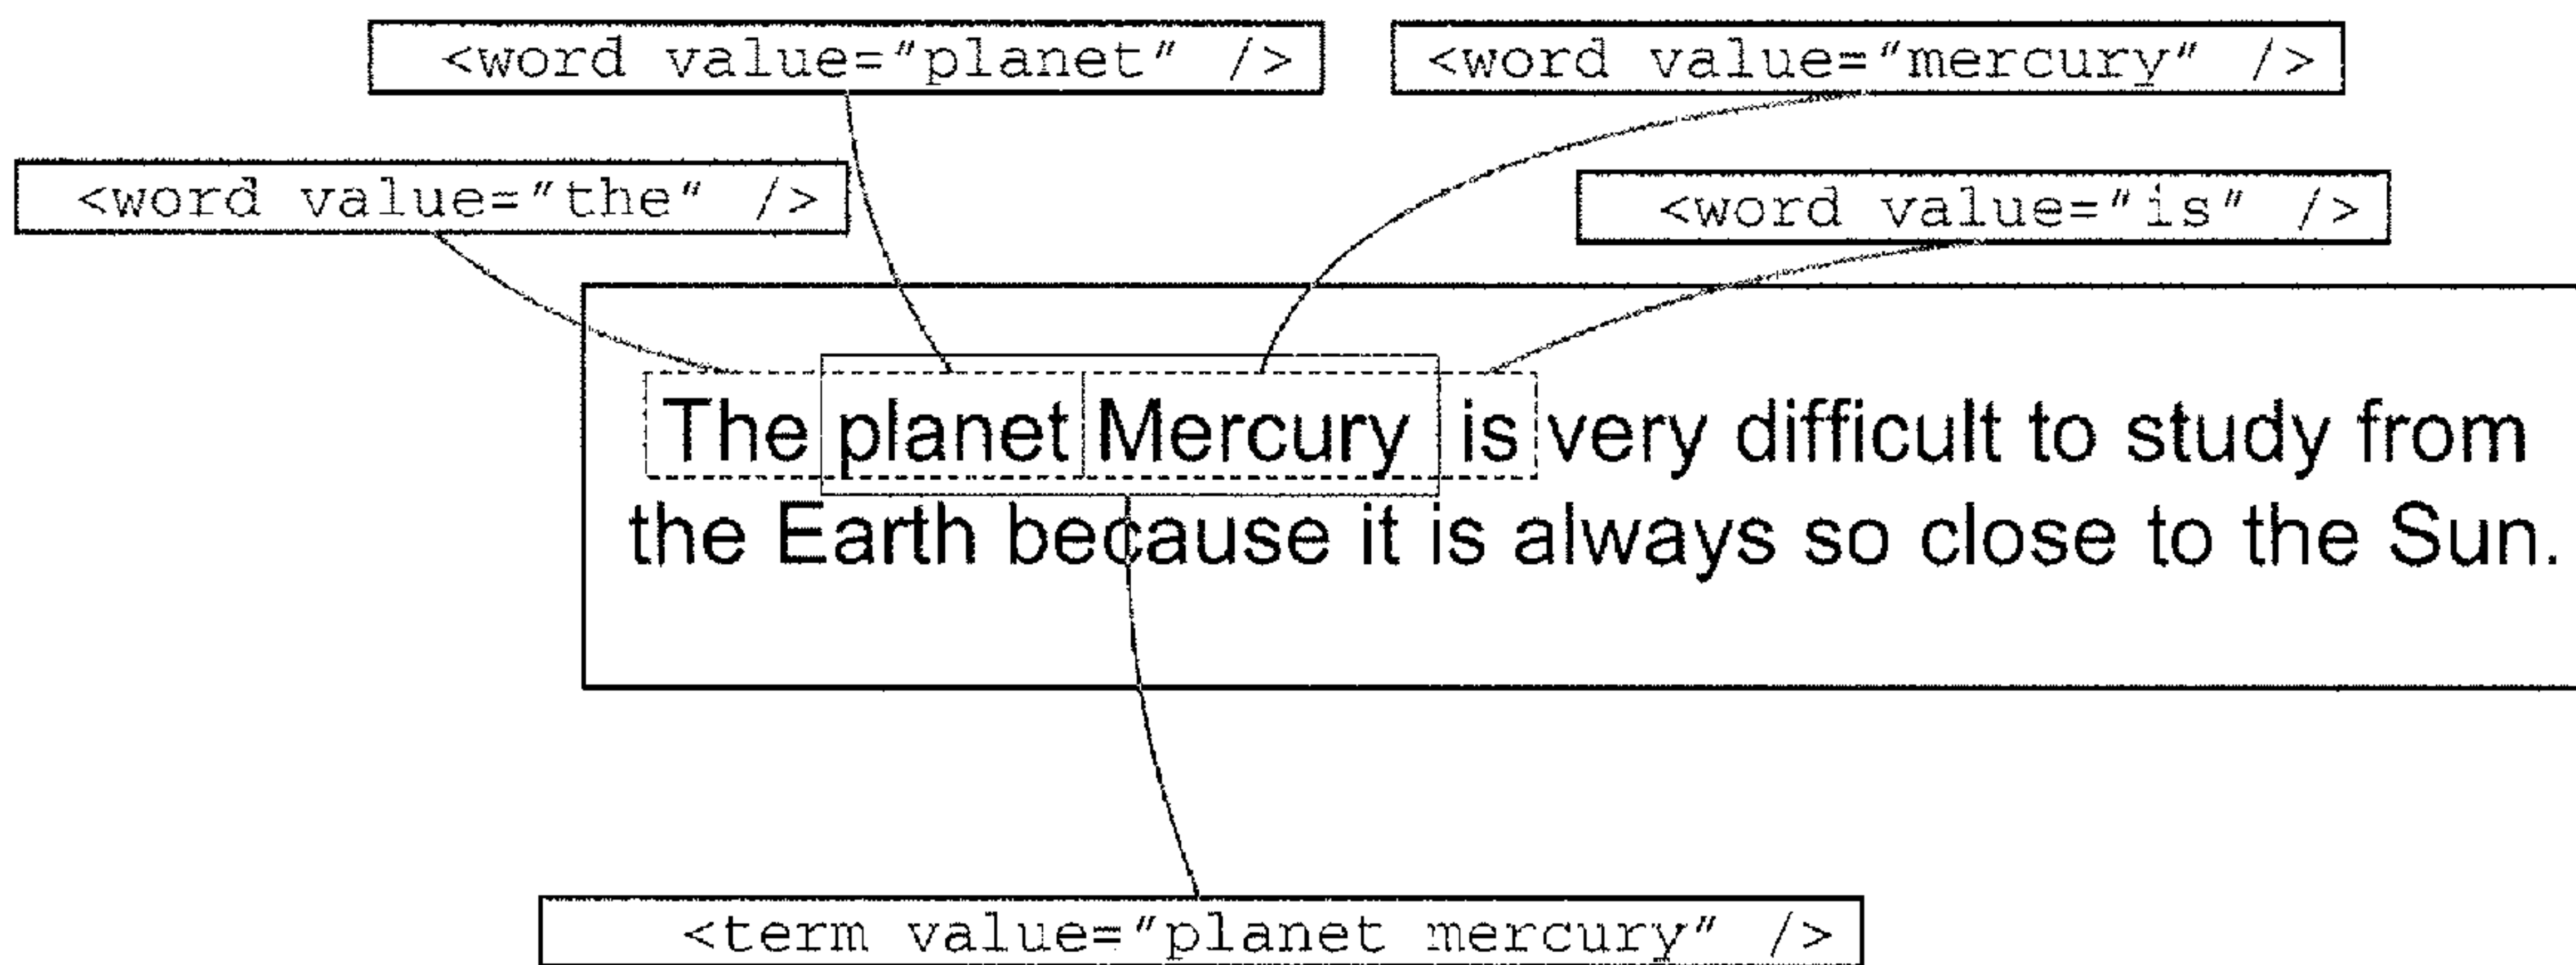 <word value="planet" />
<word value="mercury" />
<word value="the" />
<word value="is" />
The planet Mercury is very difficult to study from
the Earth because it is always so close to the Sun.
<term value="planet mercury" />